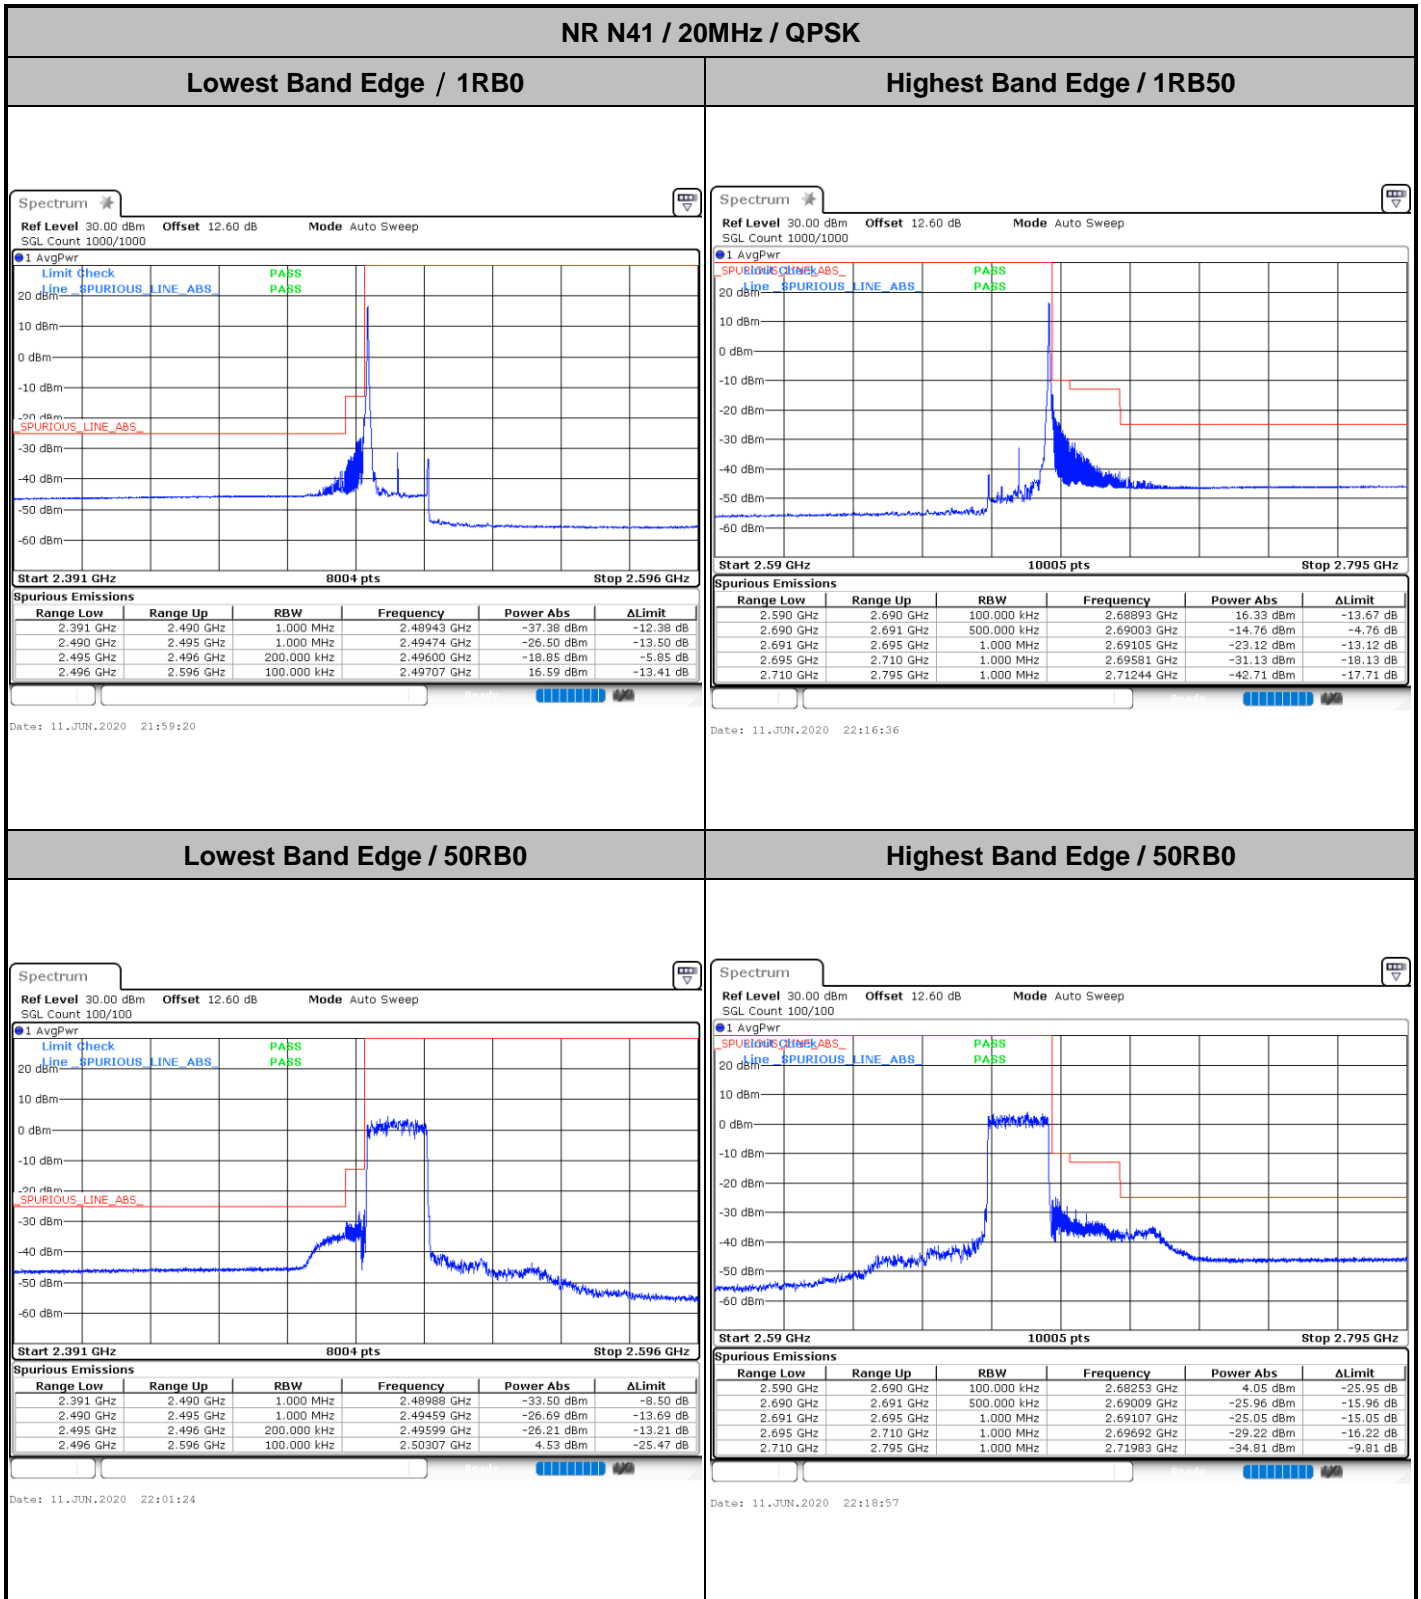 NR N41 / 20MHz / QPSK
Lowest Band Edge / 1RB0
Highest Band Edge / 1RB50
Spectrum
Ref Level 30.00 dBm Offset 12.60 dB Mode Auto Sweep
SGL Count 1000/1000
1 AvgPwr
Limit Check PASS
Line _SPURIOUS_LINE_ABS_ PASS
20 dBm
10 dBm
0 dBm
-10 dBm
-20 dBm
_SPURIOUS_LINE_ABS_
-30 dBm
-40 dBm
-50 dBm
-60 dBm
Start 2.391 GHz 8004 pts Stop 2.596 GHz
Spurious Emissions
Range Low Range Up RBW Frequency Power Abs ΔLimit
2.391 GHz 2.490 GHz 1.000 MHz 2.48943 GHz -37.38 dBm -12.38 dB
2.490 GHz 2.495 GHz 1.000 MHz 2.49474 GHz -26.50 dBm -13.50 dB
2.495 GHz 2.496 GHz 200.000 kHz 2.49600 GHz -18.85 dBm -5.85 dB
2.496 GHz 2.596 GHz 100.000 kHz 2.49707 GHz 16.59 dBm -13.41 dB
Ready
Date: 11.JUN.2020 21:59:20
Spectrum
Ref Level 30.00 dBm Offset 12.60 dB Mode Auto Sweep
SGL Count 1000/1000
1 AvgPwr
_SPURIOUS_LINE_ABS_
Limit Check PASS
Line _SPURIOUS_LINE_ABS_ PASS
20 dBm
10 dBm
0 dBm
-10 dBm
-20 dBm
-30 dBm
-40 dBm
-50 dBm
-60 dBm
Start 2.59 GHz 10005 pts Stop 2.795 GHz
Spurious Emissions
Range Low Range Up RBW Frequency Power Abs ΔLimit
2.590 GHz 2.690 GHz 100.000 kHz 2.68893 GHz 16.33 dBm -13.67 dB
2.690 GHz 2.691 GHz 500.000 kHz 2.69003 GHz -14.76 dBm -4.76 dB
2.691 GHz 2.695 GHz 1.000 MHz 2.69105 GHz -23.12 dBm -13.12 dB
2.695 GHz 2.710 GHz 1.000 MHz 2.69581 GHz -31.13 dBm -18.13 dB
2.710 GHz 2.795 GHz 1.000 MHz 2.71244 GHz -42.71 dBm -17.71 dB
Ready
Date: 11.JUN.2020 22:16:36
Lowest Band Edge / 50RB0
Highest Band Edge / 50RB0
Spectrum
Ref Level 30.00 dBm Offset 12.60 dB Mode Auto Sweep
SGL Count 100/100
1 AvgPwr
Limit Check PASS
Line _SPURIOUS_LINE_ABS_ PASS
20 dBm
10 dBm
0 dBm
-10 dBm
-20 dBm
_SPURIOUS_LINE_ABS_
-30 dBm
-40 dBm
-50 dBm
-60 dBm
Start 2.391 GHz 8004 pts Stop 2.596 GHz
Spurious Emissions
Range Low Range Up RBW Frequency Power Abs ΔLimit
2.391 GHz 2.490 GHz 1.000 MHz 2.48988 GHz -33.50 dBm -8.50 dB
2.490 GHz 2.495 GHz 1.000 MHz 2.49459 GHz -26.69 dBm -13.69 dB
2.495 GHz 2.496 GHz 200.000 kHz 2.49599 GHz -26.21 dBm -13.21 dB
2.496 GHz 2.596 GHz 100.000 kHz 2.50307 GHz 4.53 dBm -25.47 dB
Ready
Date: 11.JUN.2020 22:01:24
Spectrum
Ref Level 30.00 dBm Offset 12.60 dB Mode Auto Sweep
SGL Count 100/100
1 AvgPwr
_SPURIOUS_LINE_ABS_
Limit Check PASS
Line _SPURIOUS_LINE_ABS_ PASS
20 dBm
10 dBm
0 dBm
-10 dBm
-20 dBm
-30 dBm
-40 dBm
-50 dBm
-60 dBm
Start 2.59 GHz 10005 pts Stop 2.795 GHz
Spurious Emissions
Range Low Range Up RBW Frequency Power Abs ΔLimit
2.590 GHz 2.690 GHz 100.000 kHz 2.68253 GHz 4.05 dBm -25.95 dB
2.690 GHz 2.691 GHz 500.000 kHz 2.69009 GHz -25.96 dBm -15.96 dB
2.691 GHz 2.695 GHz 1.000 MHz 2.69107 GHz -25.05 dBm -15.05 dB
2.695 GHz 2.710 GHz 1.000 MHz 2.69692 GHz -29.22 dBm -16.22 dB
2.710 GHz 2.795 GHz 1.000 MHz 2.71983 GHz -34.81 dBm -9.81 dB
Ready
Date: 11.JUN.2020 22:18:57